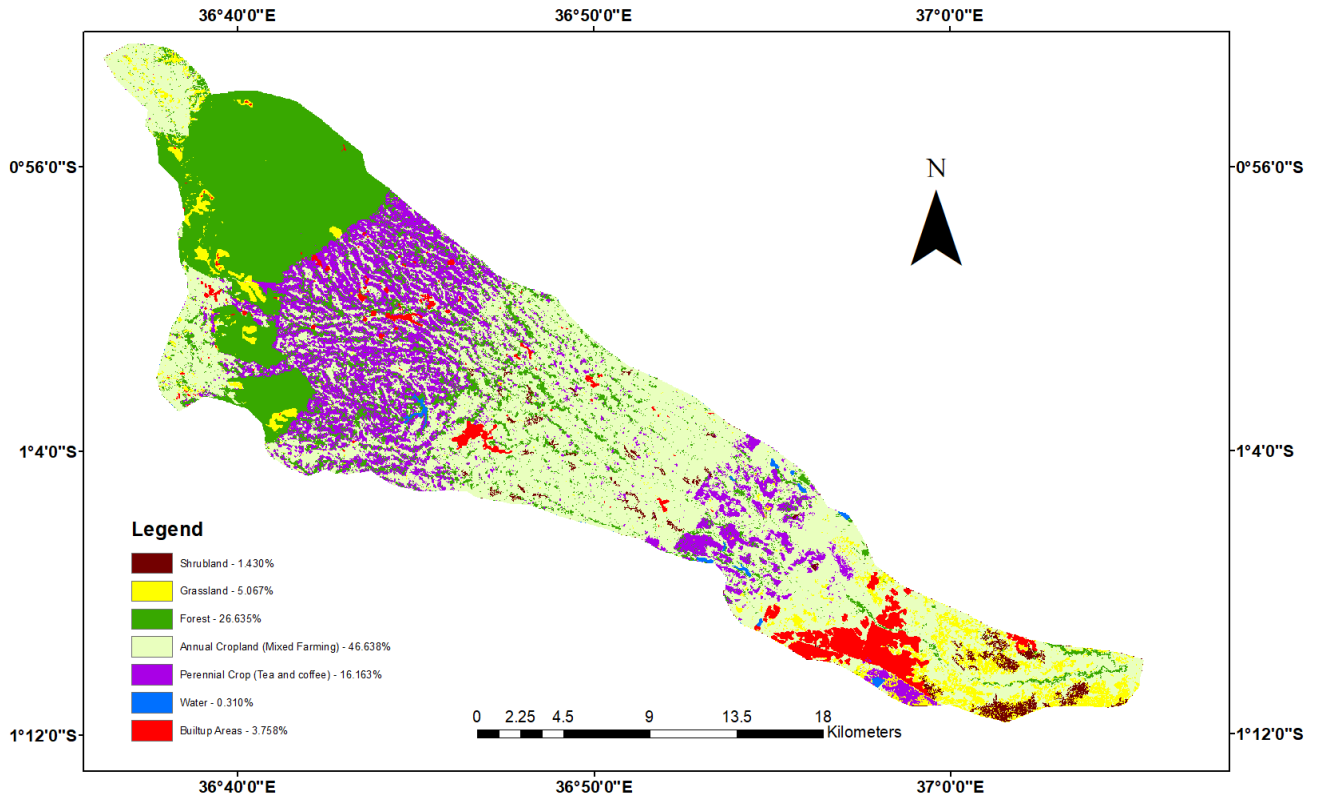 36°40'0"E 36°50'0"E 37°0'0"E
0°56'0"S 0°56'0"S
N
1°4'0"S 1°4'0"S
Legend
Shrubland - 1.430%
Grassland - 5.067%
Forest - 26.635%
Annual Cropland (Mixed Farming) - 46.638%
Perennial Crop (Tea and coffee) - 16.163%
Water - 0.310%
Builtup Areas - 3.758%
0 2.25 4.5 9 13.5 18
Kilometers
1°12'0"S 1°12'0"S
36°40'0"E 36°50'0"E 37°0'0"E